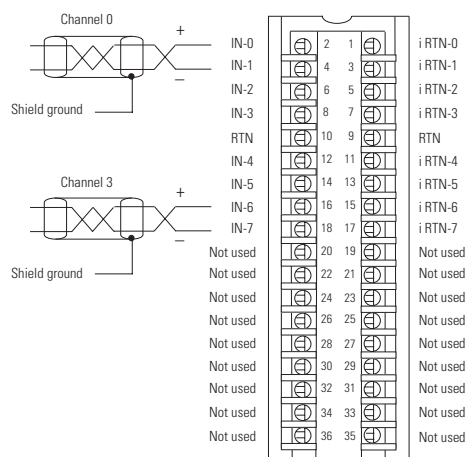 Channel 0
+
–
Shield ground
Channel 3
+
–
Shield ground
IN-0 2 1 i RTN-0
IN-1 4 3 i RTN-1
IN-2 6 5 i RTN-2
IN-3 8 7 i RTN-3
RTN 10 9 RTN
IN-4 12 11 i RTN-4
IN-5 14 13 i RTN-5
IN-6 16 15 i RTN-6
IN-7 18 17 i RTN-7
Not used 20 19 Not used
Not used 22 21 Not used
Not used 24 23 Not used
Not used 26 25 Not used
Not used 28 27 Not used
Not used 30 29 Not used
Not used 32 31 Not used
Not used 34 33 Not used
Not used 36 35 Not used